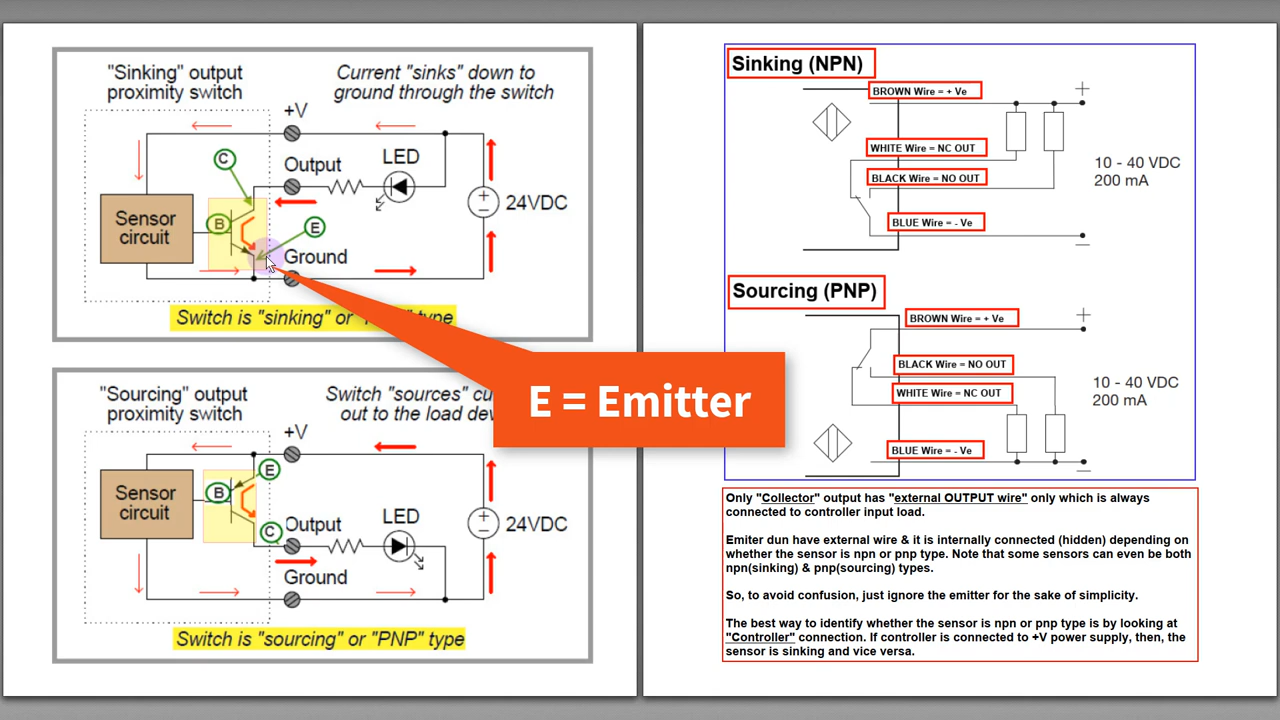 "Sinking" output
proximity switch
Current "sinks" down to
ground through the switch
+V
C
Output
LED
Sensor
circuit
B
E
24VDC
Ground
Switch is "sinking" or
type
"Sourcing" output
proximity switch
Switch "sources"
out to the load
+V
E
Sensor
circuit
B
C
Output
LED
24VDC
Ground
Switch is "sourcing" or "PNP" type
E = Emitter
Sinking (NPN)
BROWN Wire = + Ve
+
WHITE Wire = NC OUT
10 - 40 VDC
200 mA
BLACK Wire = NO OUT
BLUE Wire = - Ve
–
Sourcing (PNP)
BROWN Wire = + Ve
+
BLACK Wire = NO OUT
10 - 40 VDC
200 mA
WHITE Wire = NC OUT
BLUE Wire = - Ve
–
Only "Collector" output has "external OUTPUT wire" only which is always
connected to controller input load.
Emiter dun have external wire & it is internally connected (hidden) depending on
whether the sensor is npn or pnp type. Note that some sensors can even be both
npn(sinking) & pnp(sourcing) types.
So, to avoid confusion, just ignore the emitter for the sake of simplicity.
The best way to identify whether the sensor is npn or pnp type is by looking at
"Controller" connection. If controller is connected to +V power supply, then, the
sensor is sinking and vice versa.